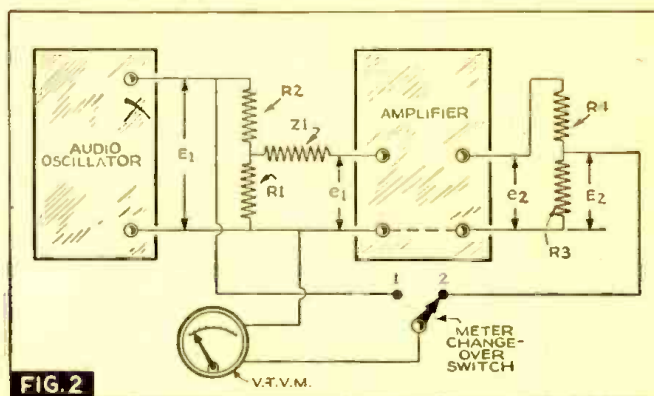 AUDIO
OSCILLATOR
E1
R2
R1
Z1
e1
AMPLIFIER
e2
R4
E2
R3
1
2
METER
CHANGE-
OVER
SWITCH
V.T.V.M.
FIG. 2